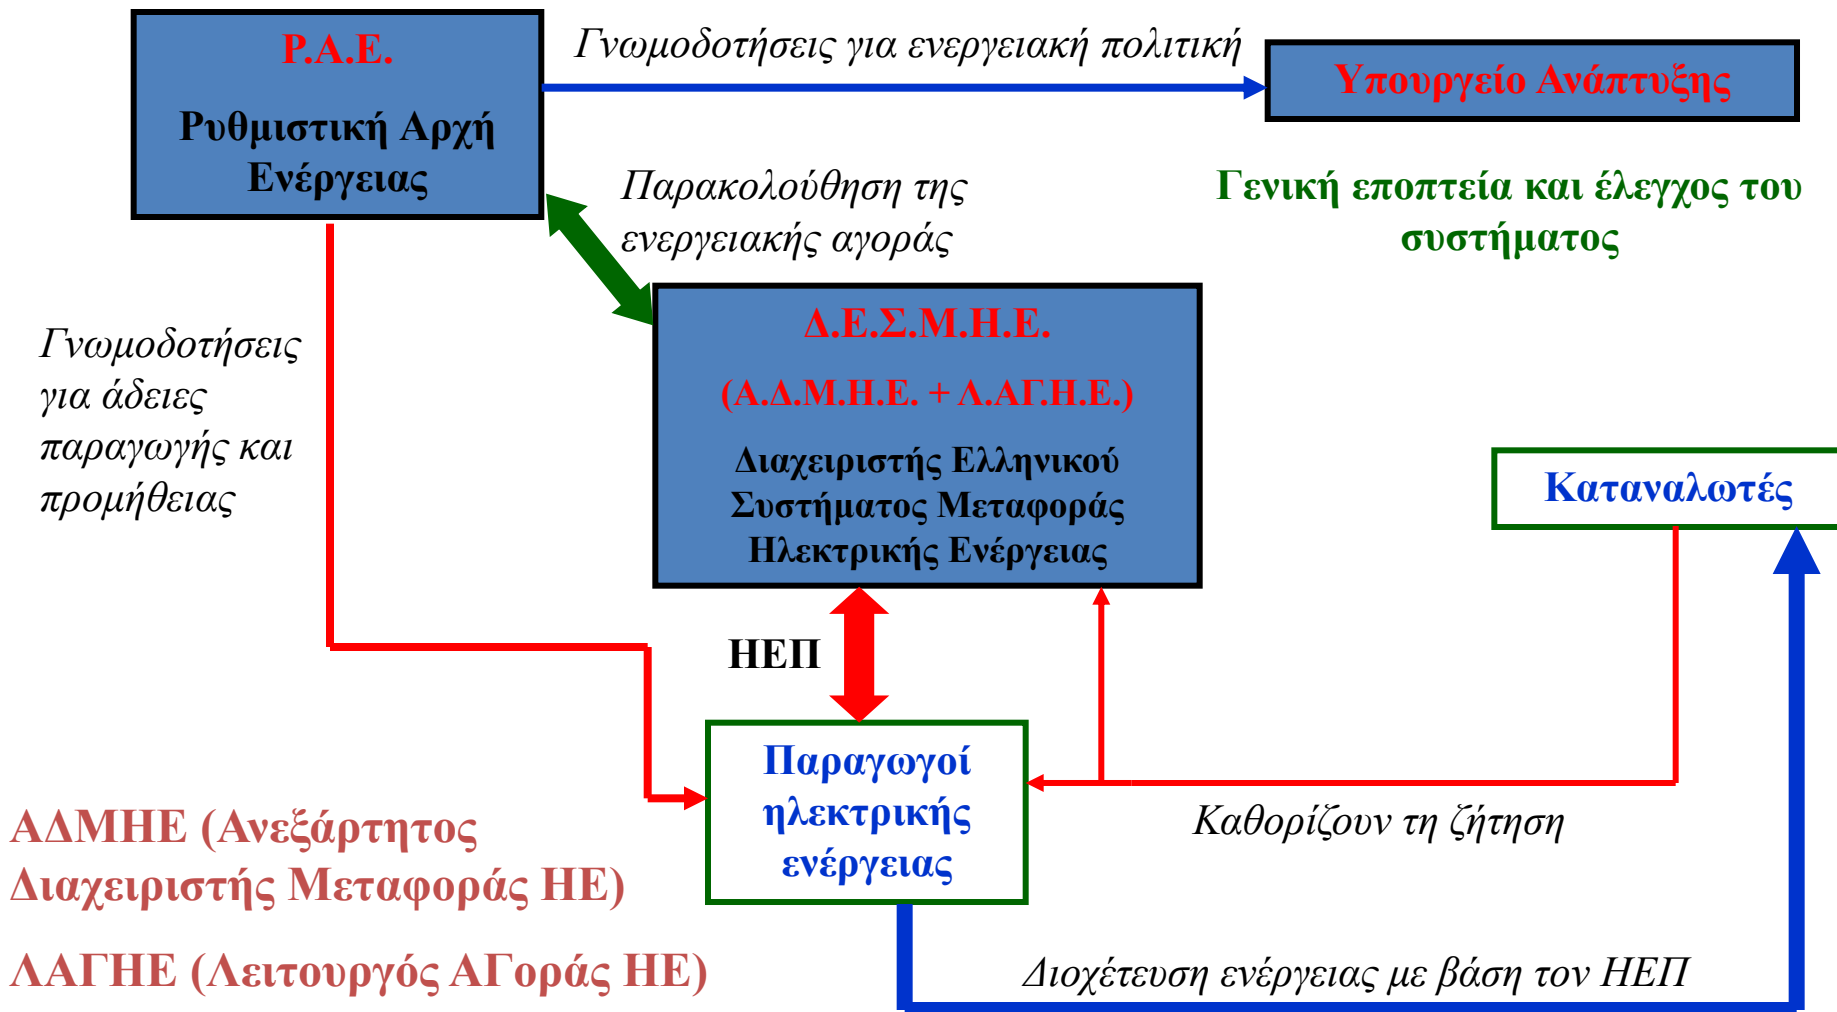 Ρ.Α.Ε.
Ρυθμιστική Αρχή
Ενέργειας
Γνωμοδοτήσεις για ενεργειακή πολιτική
Υπουργείο Ανάπτυξης
Γενική εποπτεία και έλεγχος του
συστήματος
Παρακολούθηση της
ενεργειακής αγοράς
Γνωμοδοτήσεις
για άδειες
παραγωγής και
προμήθειας
Δ.Ε.Σ.Μ.Η.Ε.
(Α.Δ.Μ.Η.Ε. + Λ.ΑΓ.Η.Ε.)
Διαχειριστής Ελληνικού
Συστήματος Μεταφοράς
Ηλεκτρικής Ενέργειας
Καταναλωτές
ΗΕΠ
Παραγωγοί
ηλεκτρικής
ενέργειας
Καθορίζουν τη ζήτηση
ΑΔΜΗΕ (Ανεξάρτητος
Διαχειριστής Μεταφοράς ΗΕ)
ΛΑΓΗΕ (Λειτουργός ΑΓοράς ΗΕ)
Διοχέτευση ενέργειας με βάση τον ΗΕΠ